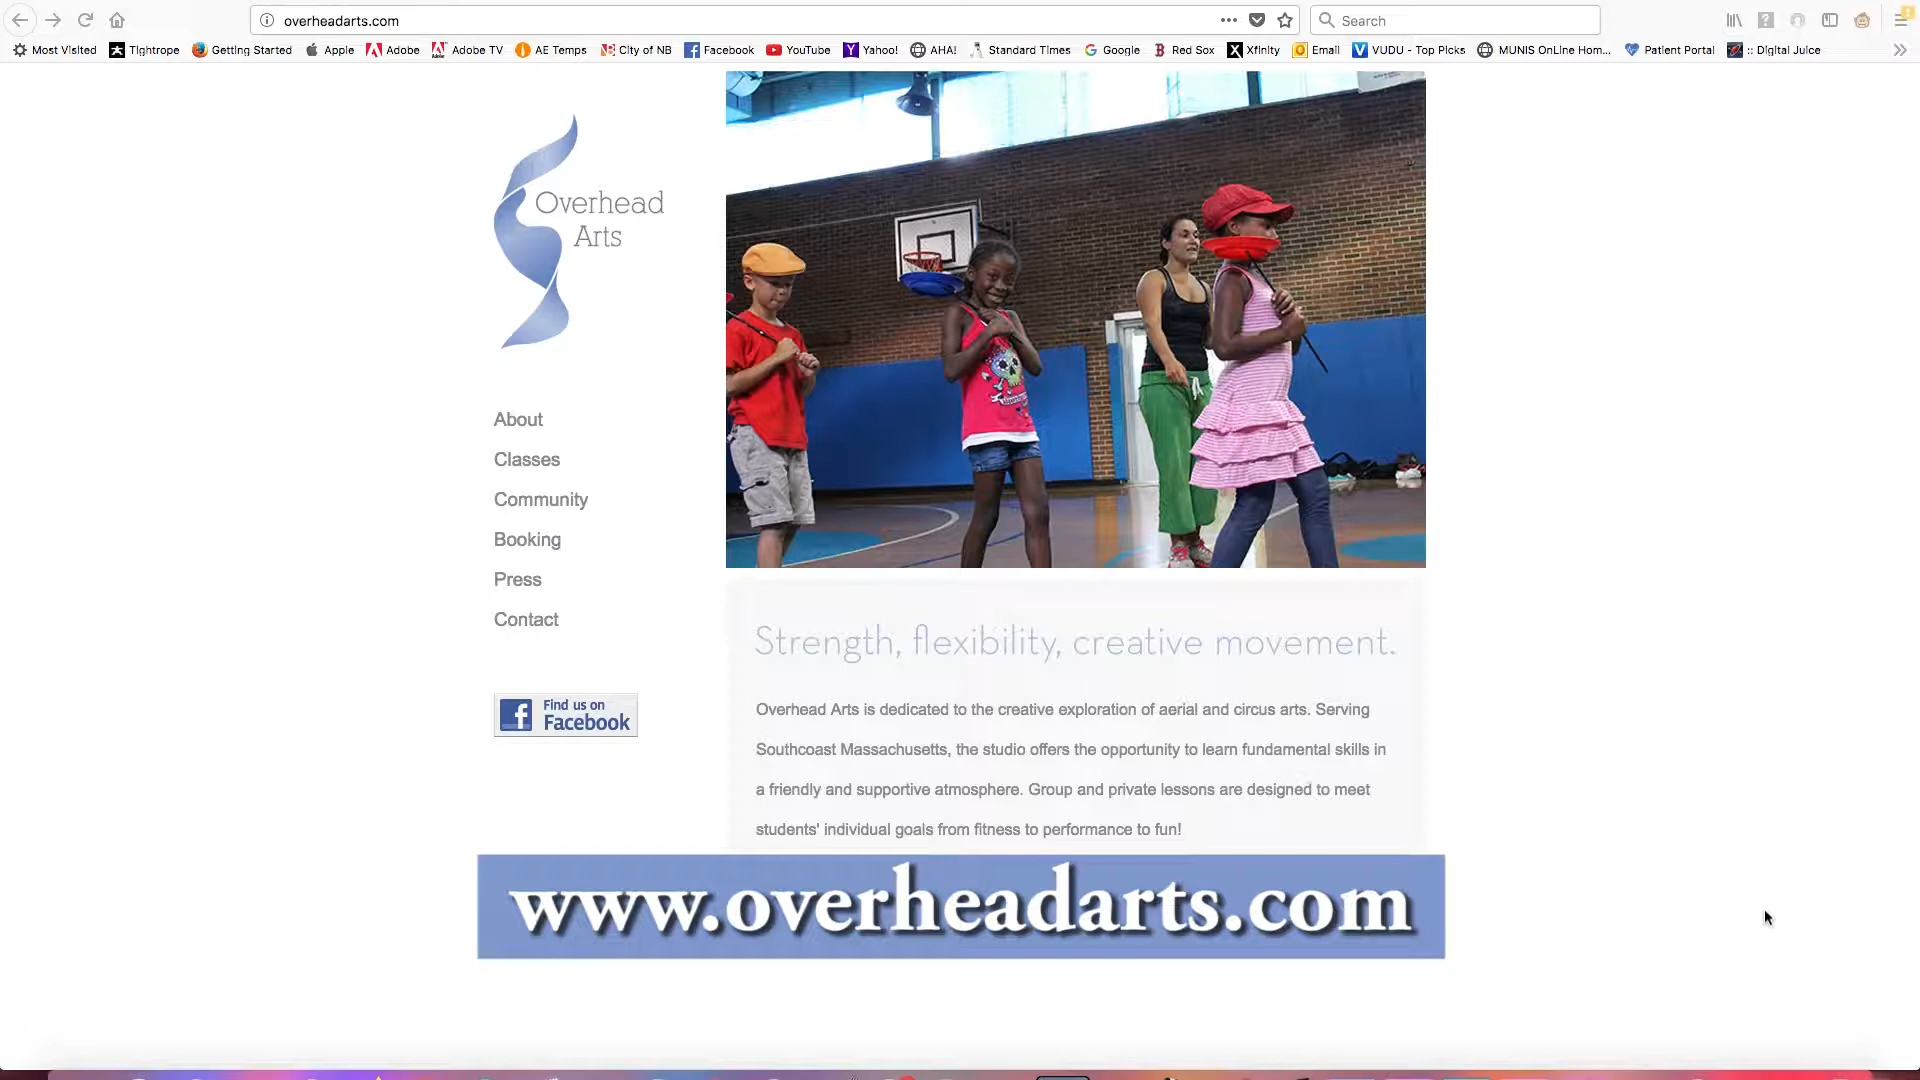 overheadarts.com
Search
Most Visited
Tightrope
Getting Started
Apple
Adobe
Adobe TV
AE Temps
City of NB
Facebook
YouTube
Yahoo!
AHA!
Standard Times
Google
Red Sox
Xfinity
Email
VUDU - Top Picks
MUNIS OnLine Hom...
Patient Portal
:: Digital Juice
Overhead
Arts
About
Classes
Community
Booking
Press
Contact
Find us on
Facebook
Strength, flexibility, creative movement.
Overhead Arts is dedicated to the creative exploration of aerial and circus arts. Serving
Southcoast Massachusetts, the studio offers the opportunity to learn fundamental skills in
a friendly and supportive atmosphere. Group and private lessons are designed to meet
students' individual goals from fitness to performance to fun!
www.overheadarts.com